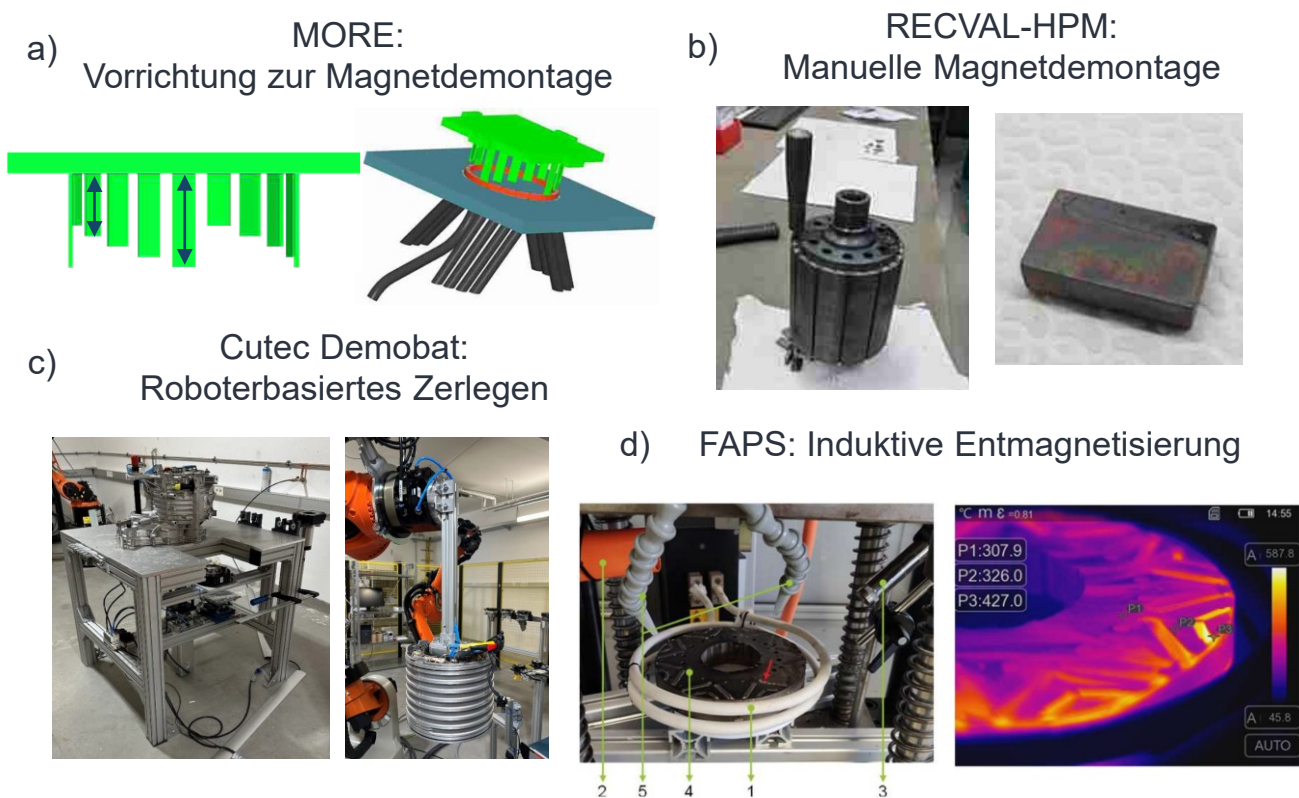 a)
MORE:
Vorrichtung zur Magnetdemontage
b)
RECVAL-HPM:
Manuelle Magnetdemontage
c)
Cutec Demobat:
Roboterbasiertes Zerlegen
d)
FAPS: Induktive Entmagnetisierung
2 5 4 1 3
°C m ε =0.81
14:55
P1:307.9
P2:326.0
P3:427.0
A 587.8
P1
P2
P3
A 45.8
AUTO